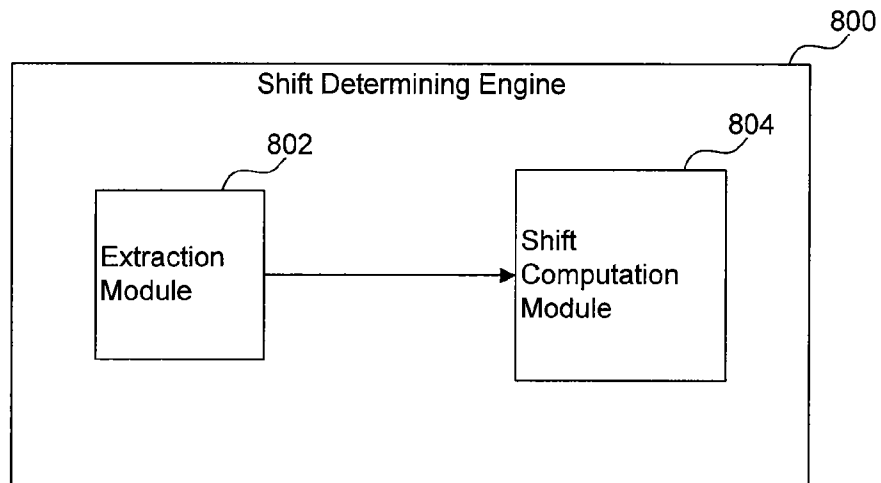 800
Shift Determining Engine
802
804
Extraction
Module
Shift
Computation
Module